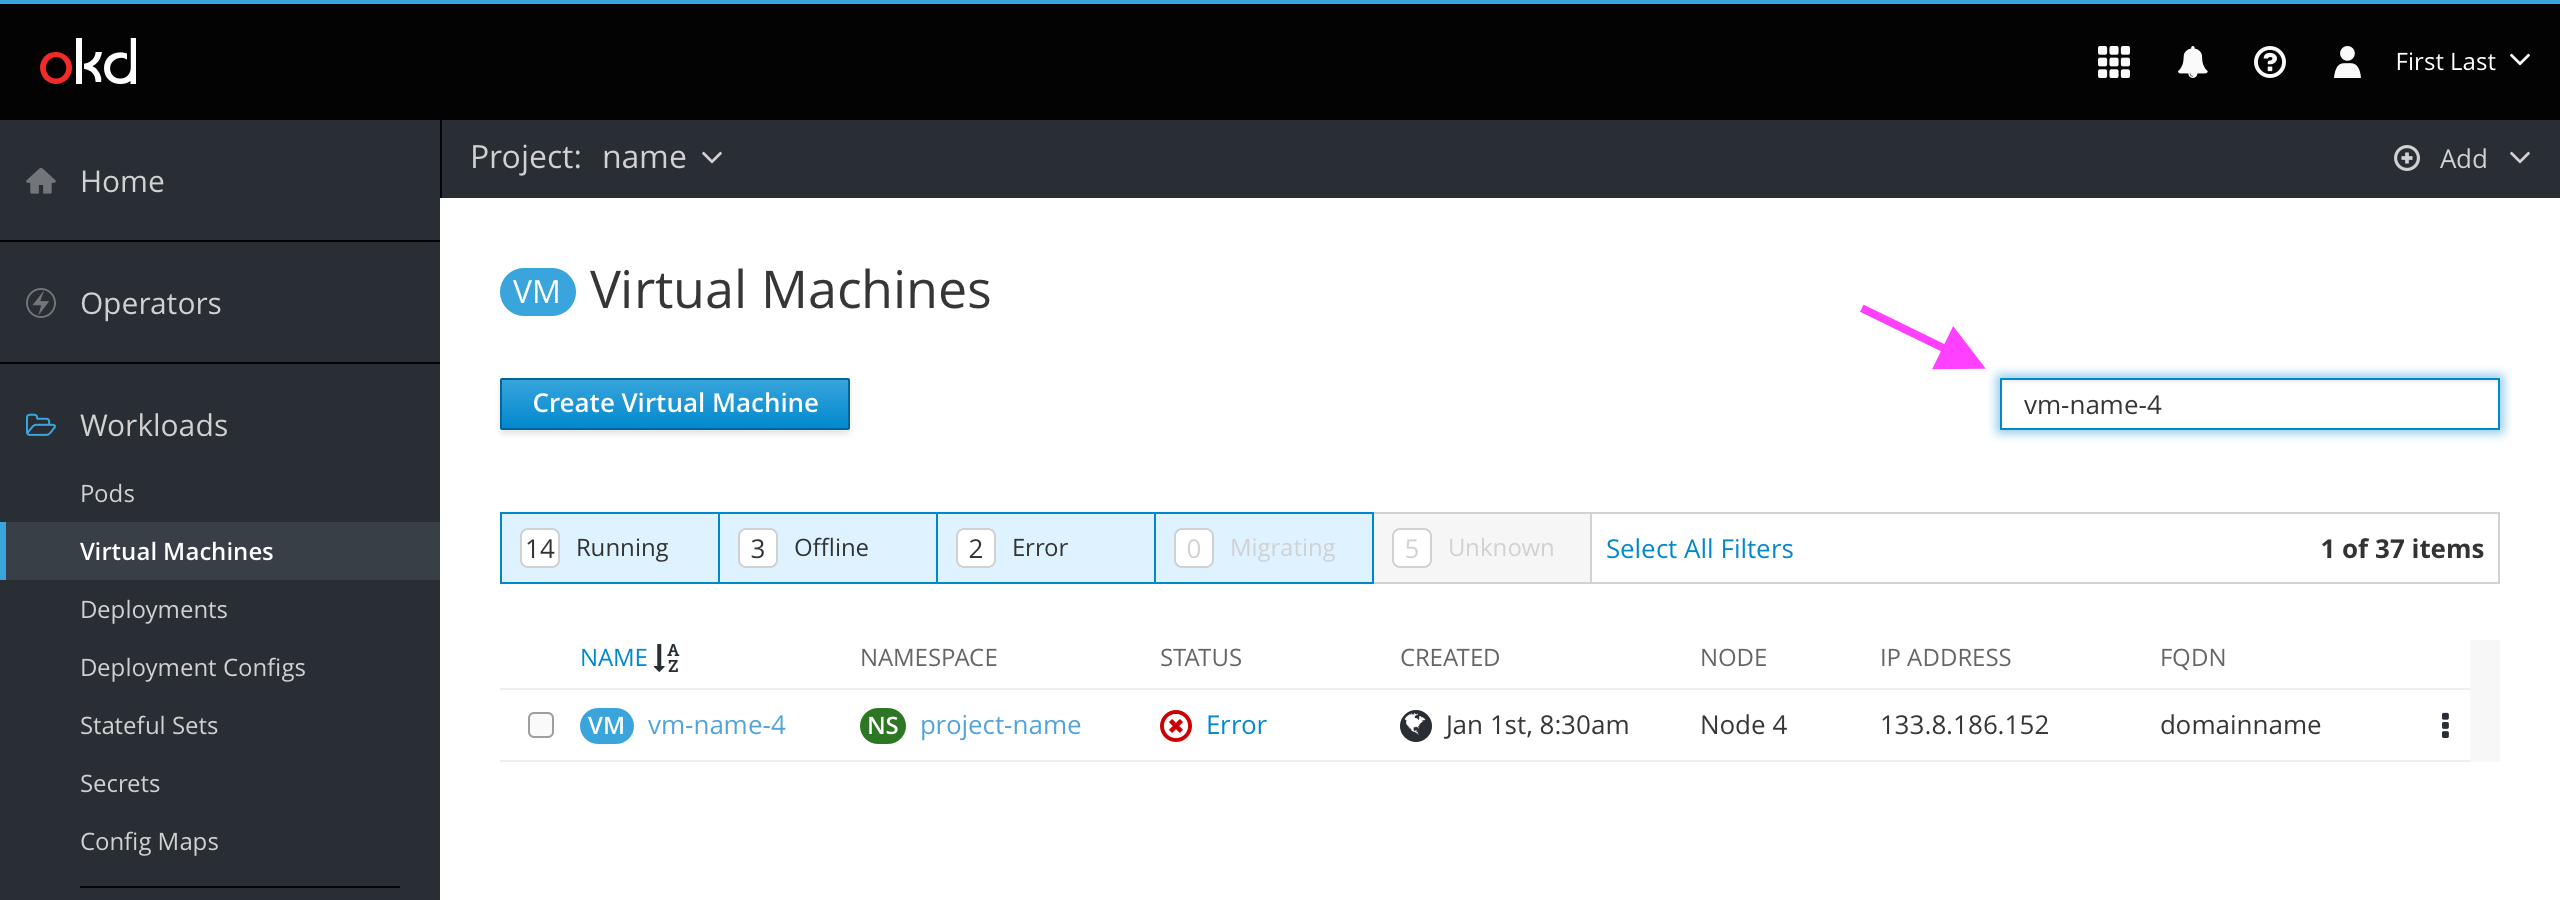 okd
First Last
Project: name
Add
Home
Operators
Workloads
Pods
Virtual Machines
Deployments
Deployment Configs
Stateful Sets
Secrets
Config Maps
VM Virtual Machines
Create Virtual Machine
vm-name-4
14 Running 3 Offline 2 Error 0 Migrating 5 Unknown Select All Filters 1 of 37 items
NAME AZ NAMESPACE STATUS CREATED NODE IP ADDRESS FQDN
VM vm-name-4 NS project-name Error Jan 1st, 8:30am Node 4 133.8.186.152 domainname